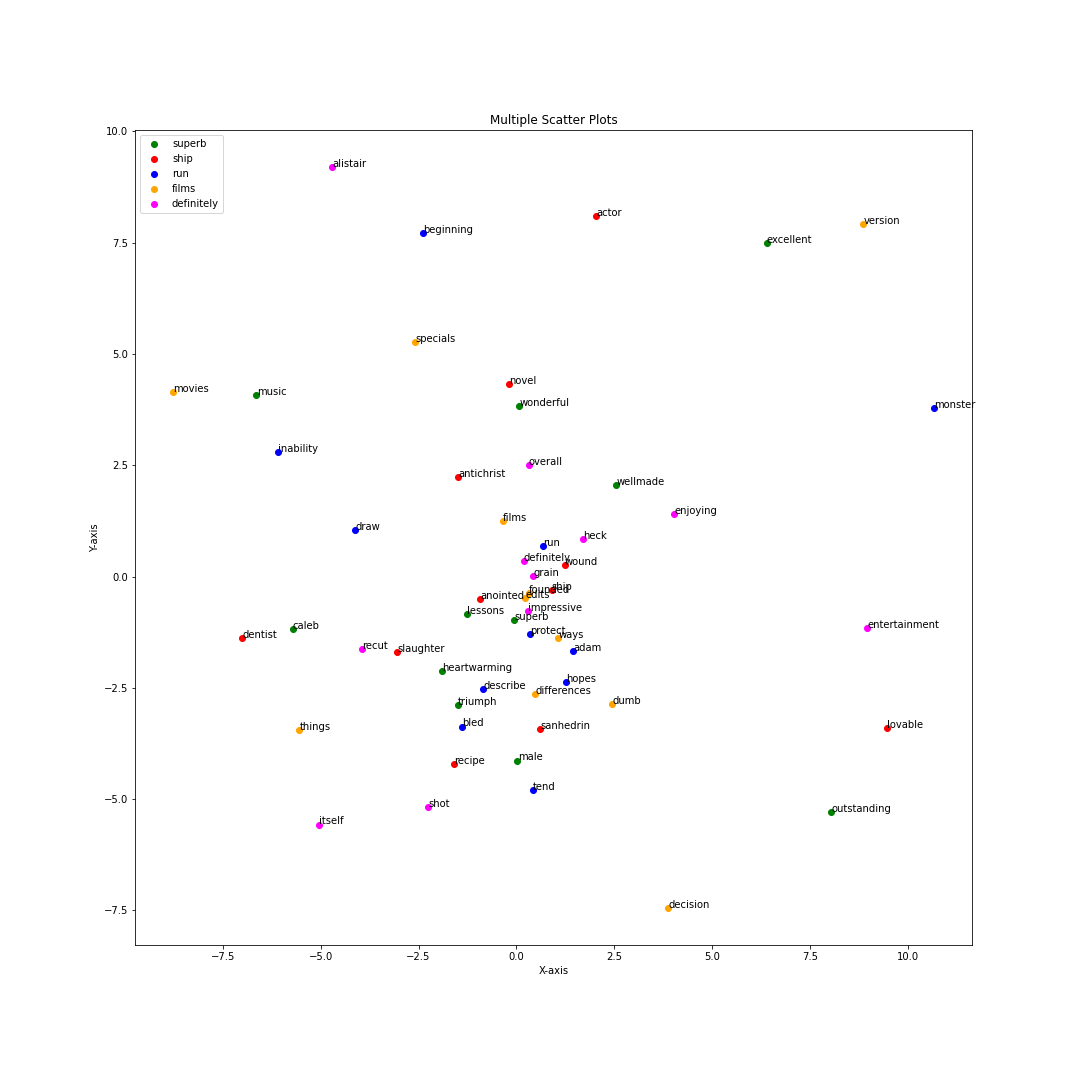 Multiple Scatter Plots
superb
ship
run
films
definitely
10.0
7.5
5.0
2.5
0.0
−2.5
−5.0
−7.5
Y-axis
alistair
actor
version
beginning
excellent
specials
movies
music
novel
wonderful
monster
inability
overall
antichrist
wellmade
enjoying
films
draw
heck
run
definitely
wound
grain
founded
ship
anointed
edits
impressive
lessons
superb
caleb
entertainment
dentist
protect
ways
recut
slaughter
adam
heartwarming
hopes
describe
differences
triumph
dumb
things
bled
sanhedrin
lovable
recipe
male
tend
shot
outstanding
itself
decision
−7.5 −5.0 −2.5 0.0 2.5 5.0 7.5 10.0
X-axis